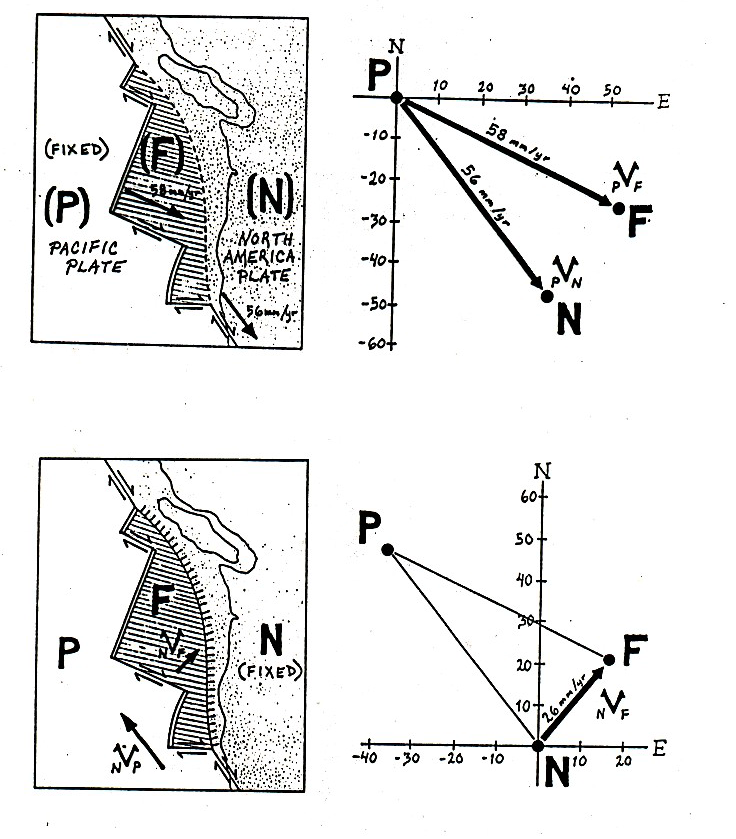 (FIXED)
(P)
PACIFIC
PLATE
(F)
58 mm/yr
(N)
NORTH
AMERICA
PLATE
56 mm/yr
N
P
10 20 30 40 50
E
-10
-20
-30
-40
-50
-60
58 mm/yr
56 mm/yr
PVF
F
PVN
N
P
F
NVF
N
(FIXED)
NVP
N
60
50
40
30
20
10
P
F
26 mm/yr
NVF
-40 -30 -20 -10
10 20
E
N